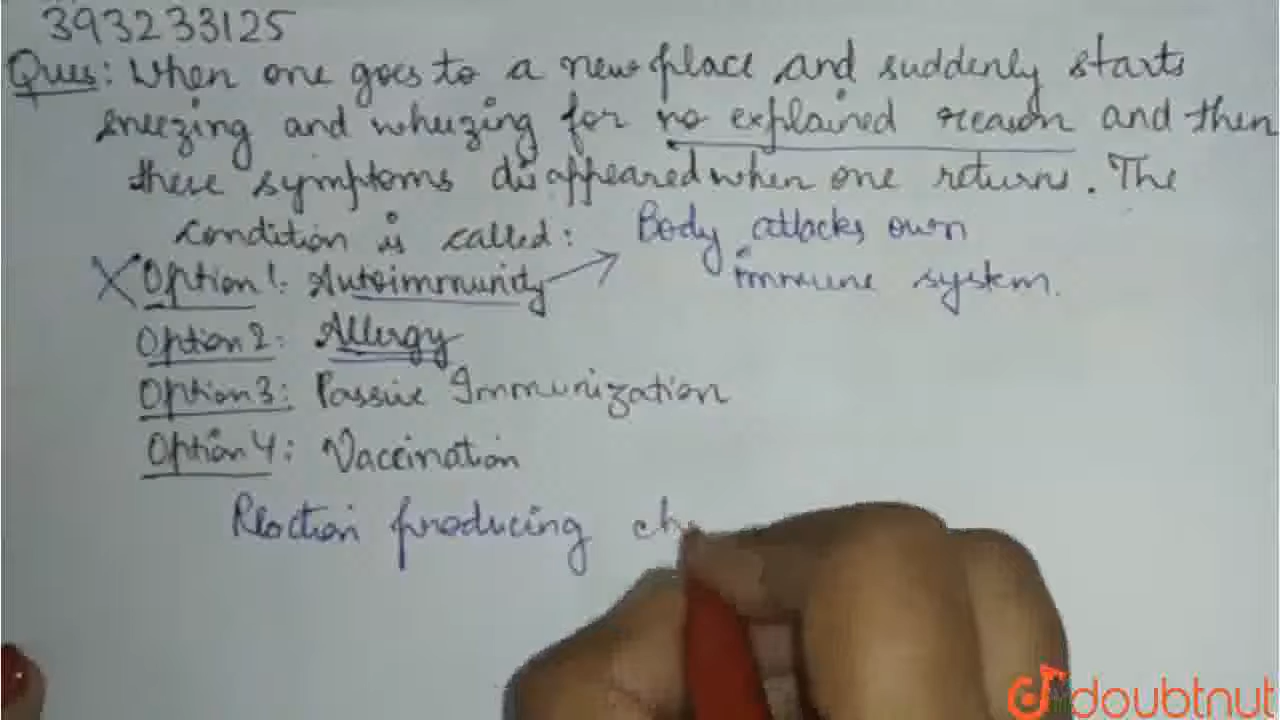 393233125
Ques: When one goes to a new place and suddenly starts
sneezing and wheezing for no explained reason and then
these symptoms disappeared when one returns. The
condition is called: Body attacks own
X Option 1: Autoimmunity → immune system.
Option 2: Allergy
Option 3: Passive Immunization
Option 4: Vaccination
Reaction producing che
doubtnut